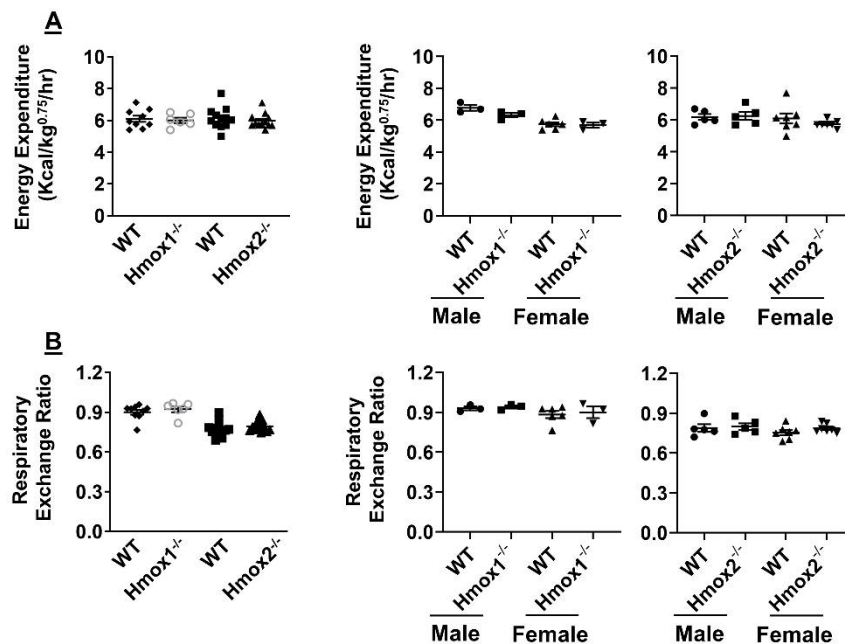 A
Energy Expenditure
(Kcal/kg^0.75/hr)
10
8
6
4
2
0
WT
Hmox1-/-
WT
Hmox2-/-
Energy Expenditure
(Kcal/kg^0.75/hr)
10
8
6
4
2
0
WT
Hmox1-/-
WT
Hmox1-/-
Male
Female
10
8
6
4
2
0
WT
Hmox2-/-
WT
Hmox2-/-
Male
Female
B
Respiratory
Exchange Ratio
1.2
0.9
0.6
0.3
0.0
WT
Hmox1-/-
WT
Hmox2-/-
Respiratory
Exchange Ratio
1.2
0.9
0.6
0.3
0.0
WT
Hmox1-/-
WT
Hmox1-/-
Male
Female
1.2
0.9
0.6
0.3
0.0
WT
Hmox2-/-
WT
Hmox2-/-
Male
Female